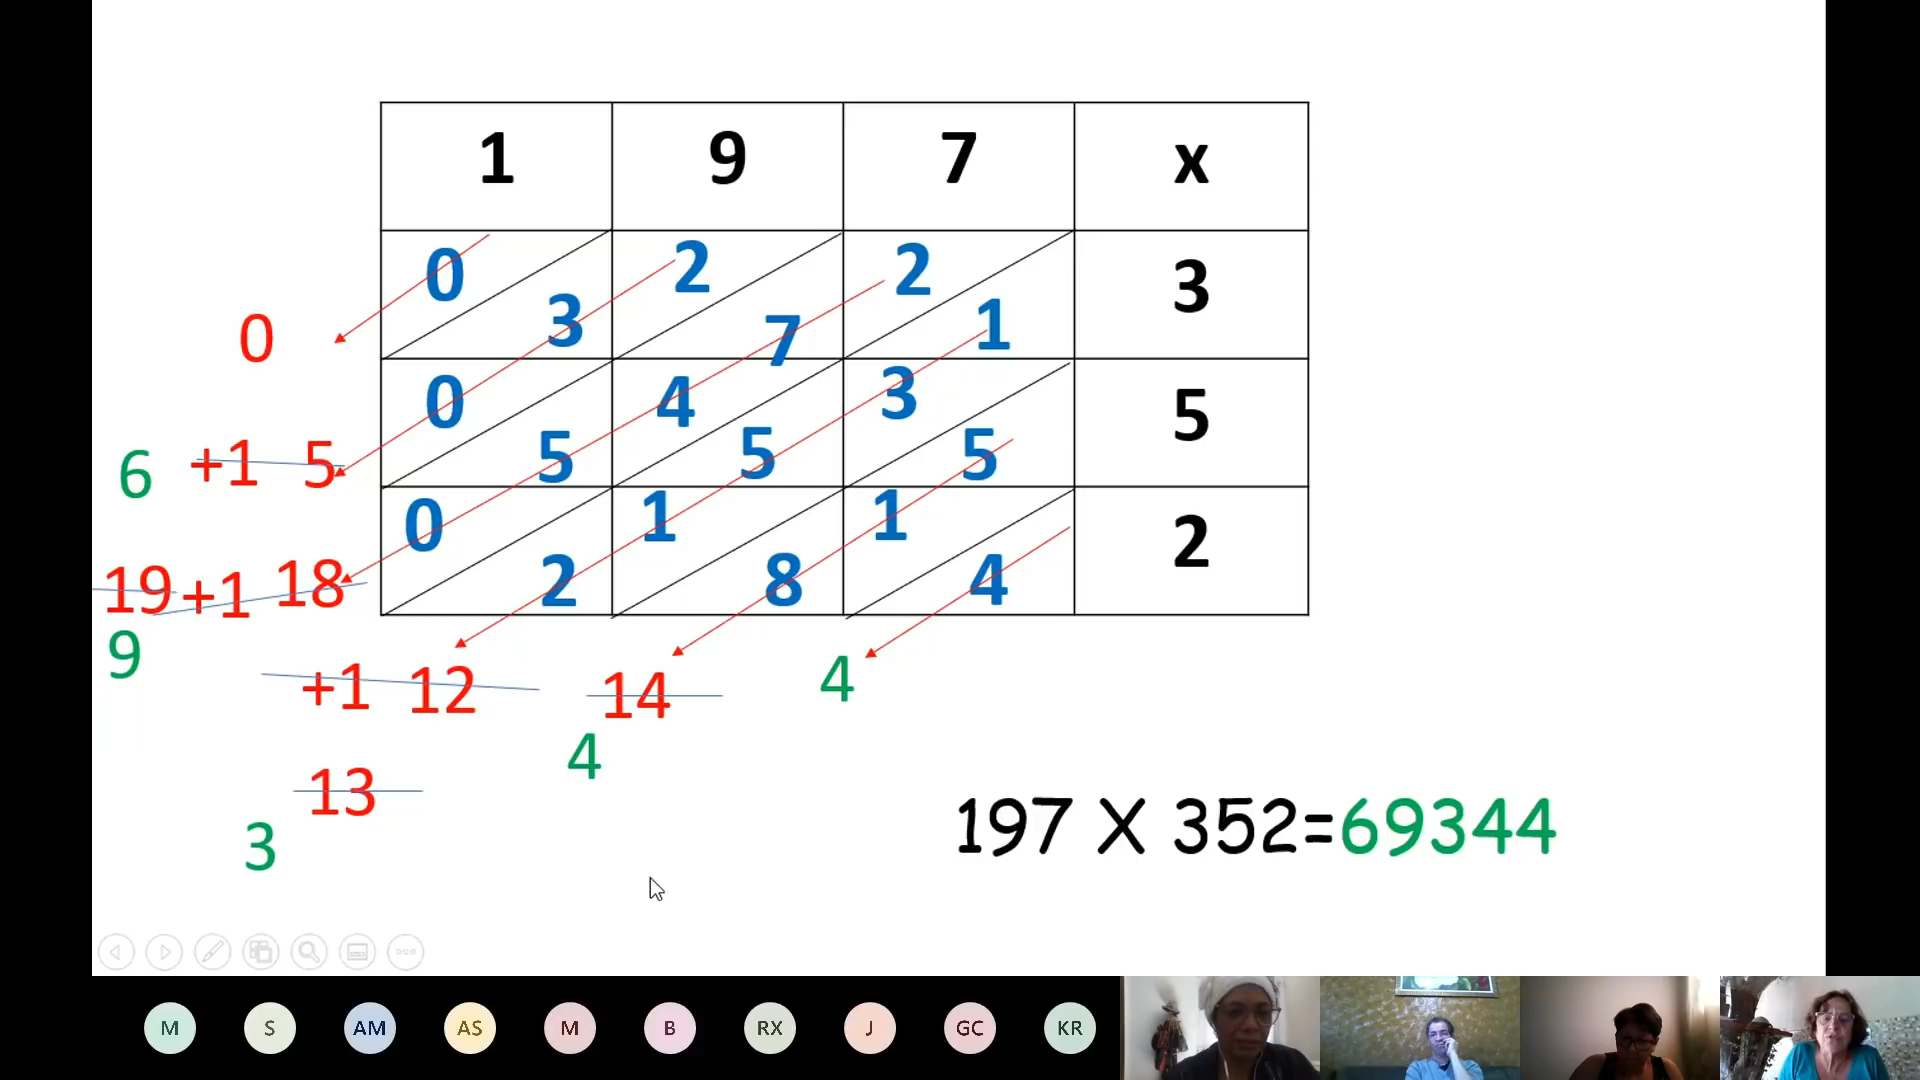 1 9 7 x
0 2 2 3
3 7 1
0
0 4 3 5
6 +1 5 5 5 5
0 1 1 2
19 +1 18 2 8 4
9
+1 12 14 4
4
13
3
197 X 352=69344
M S AM AS M B RX J GC KR